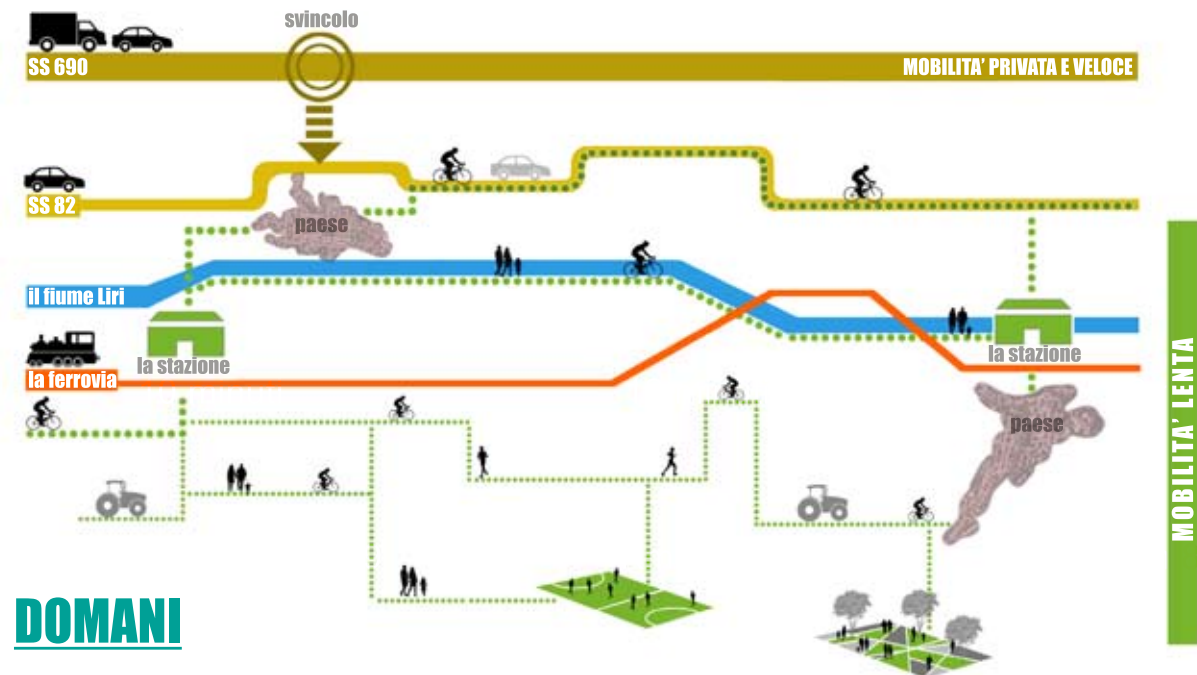 svincolo
SS 690
MOBILITA' PRIVATA E VELOCE
SS 82
paese
il fiume Liri
la stazione
la ferrovia
la stazione
paese
MOBILITA' LENTA
DOMANI